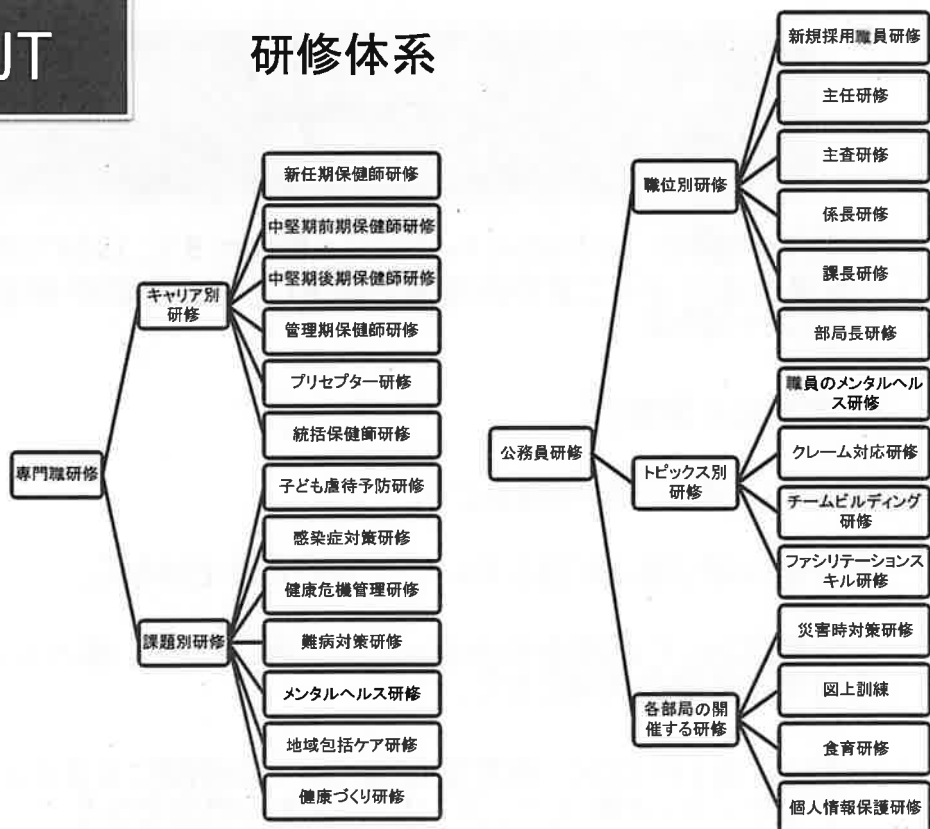 JT
研修体系
専門職研修
キャリア別
研修
新任期保健師研修
中堅期前期保健師研修
中堅期後期保健師研修
管理期保健師研修
プリセプター研修
統括保健師研修
課題別研修
子ども虐待予防研修
感染症対策研修
健康危機管理研修
難病対策研修
メンタルヘルス研修
地域包括ケア研修
健康づくり研修
公務員研修
職位別研修
新規採用職員研修
主任研修
主査研修
係長研修
課長研修
部局長研修
トピックス別
研修
職員のメンタルヘル
ス研修
クレーム対応研修
チームビルディング
研修
ファシリテーションス
キル研修
各部局の開
催する研修
災害時対策研修
図上訓練
食育研修
個人情報保護研修